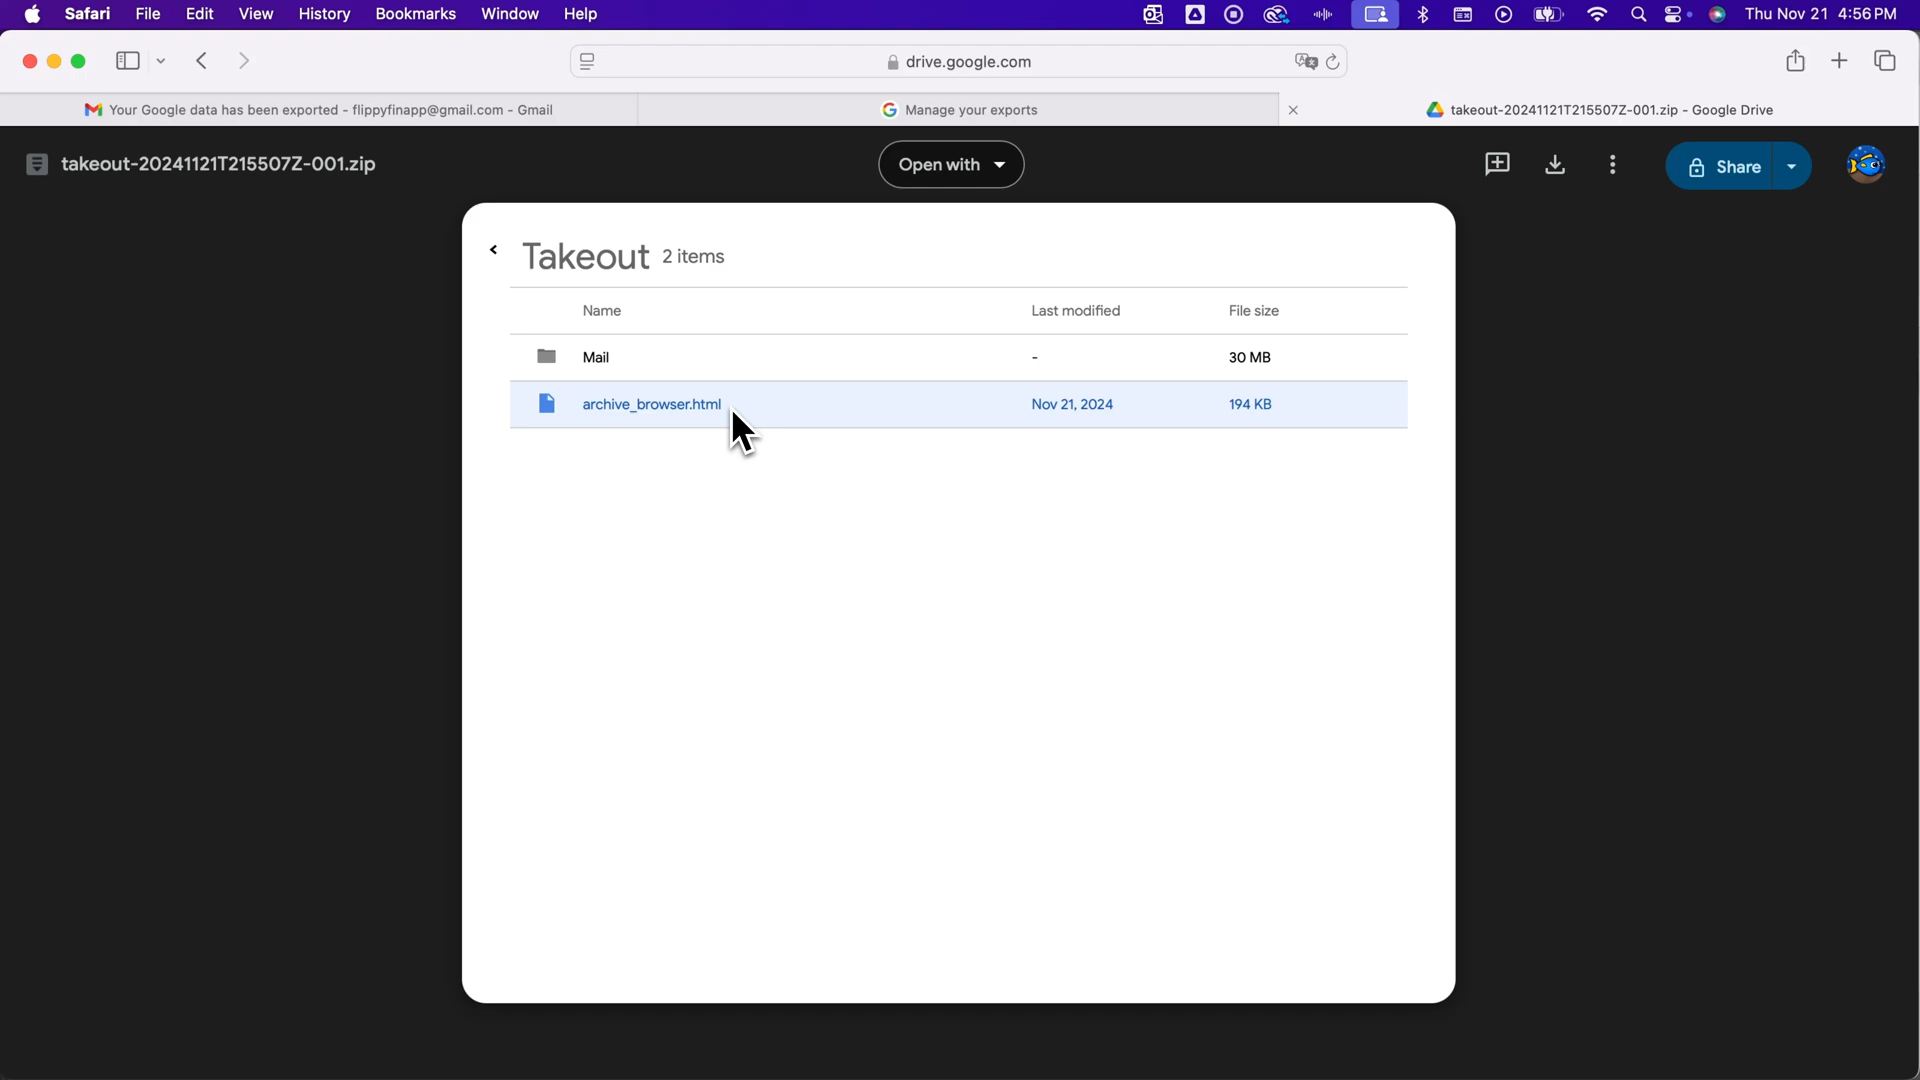 Safari File Edit View History Bookmarks Window Help Thu Nov 21 4:56 PM
drive.google.com
Your Google data has been exported - flippyfinapp@gmail.com - Gmail
Manage your exports
takeout-20241121T215507Z-001.zip - Google Drive
takeout-20241121T215507Z-001.zip
Open with
Share
Takeout 2 items
Name Last modified File size
Mail - 30 MB
archive_browser.html Nov 21, 2024 194 KB